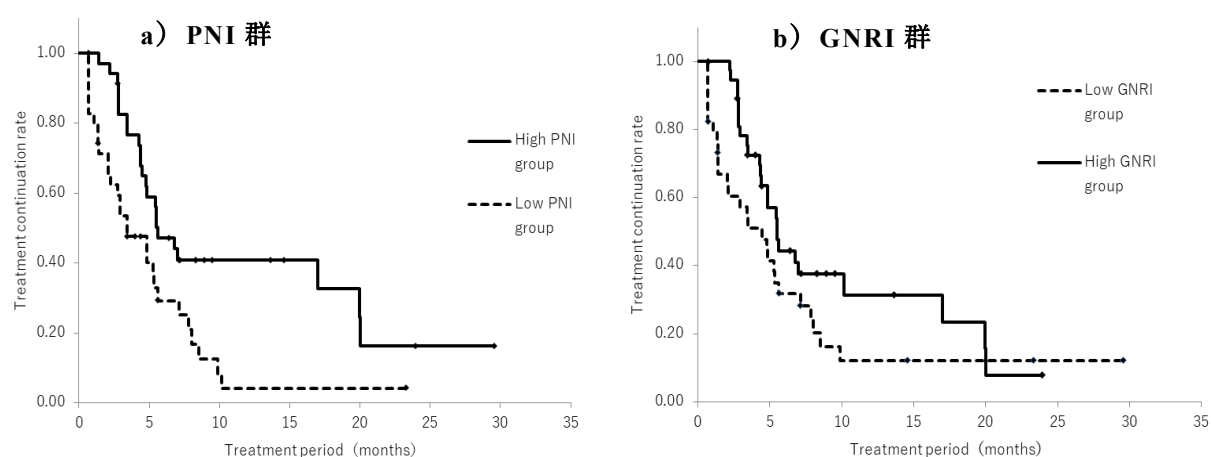 a） PNI 群
1.00
0.80
0.60
0.40
0.20
0.00
Treatment continuation rate
0 5 10 15 20 25 30 35
Treatment period（months）
High PNI
group
Low PNI
group
b） GNRI 群
1.00
0.80
0.60
0.40
0.20
0.00
Treatment continuation rate
0 5 10 15 20 25 30 35
Treatment period（months）
Low GNRI
group
High GNRI
group